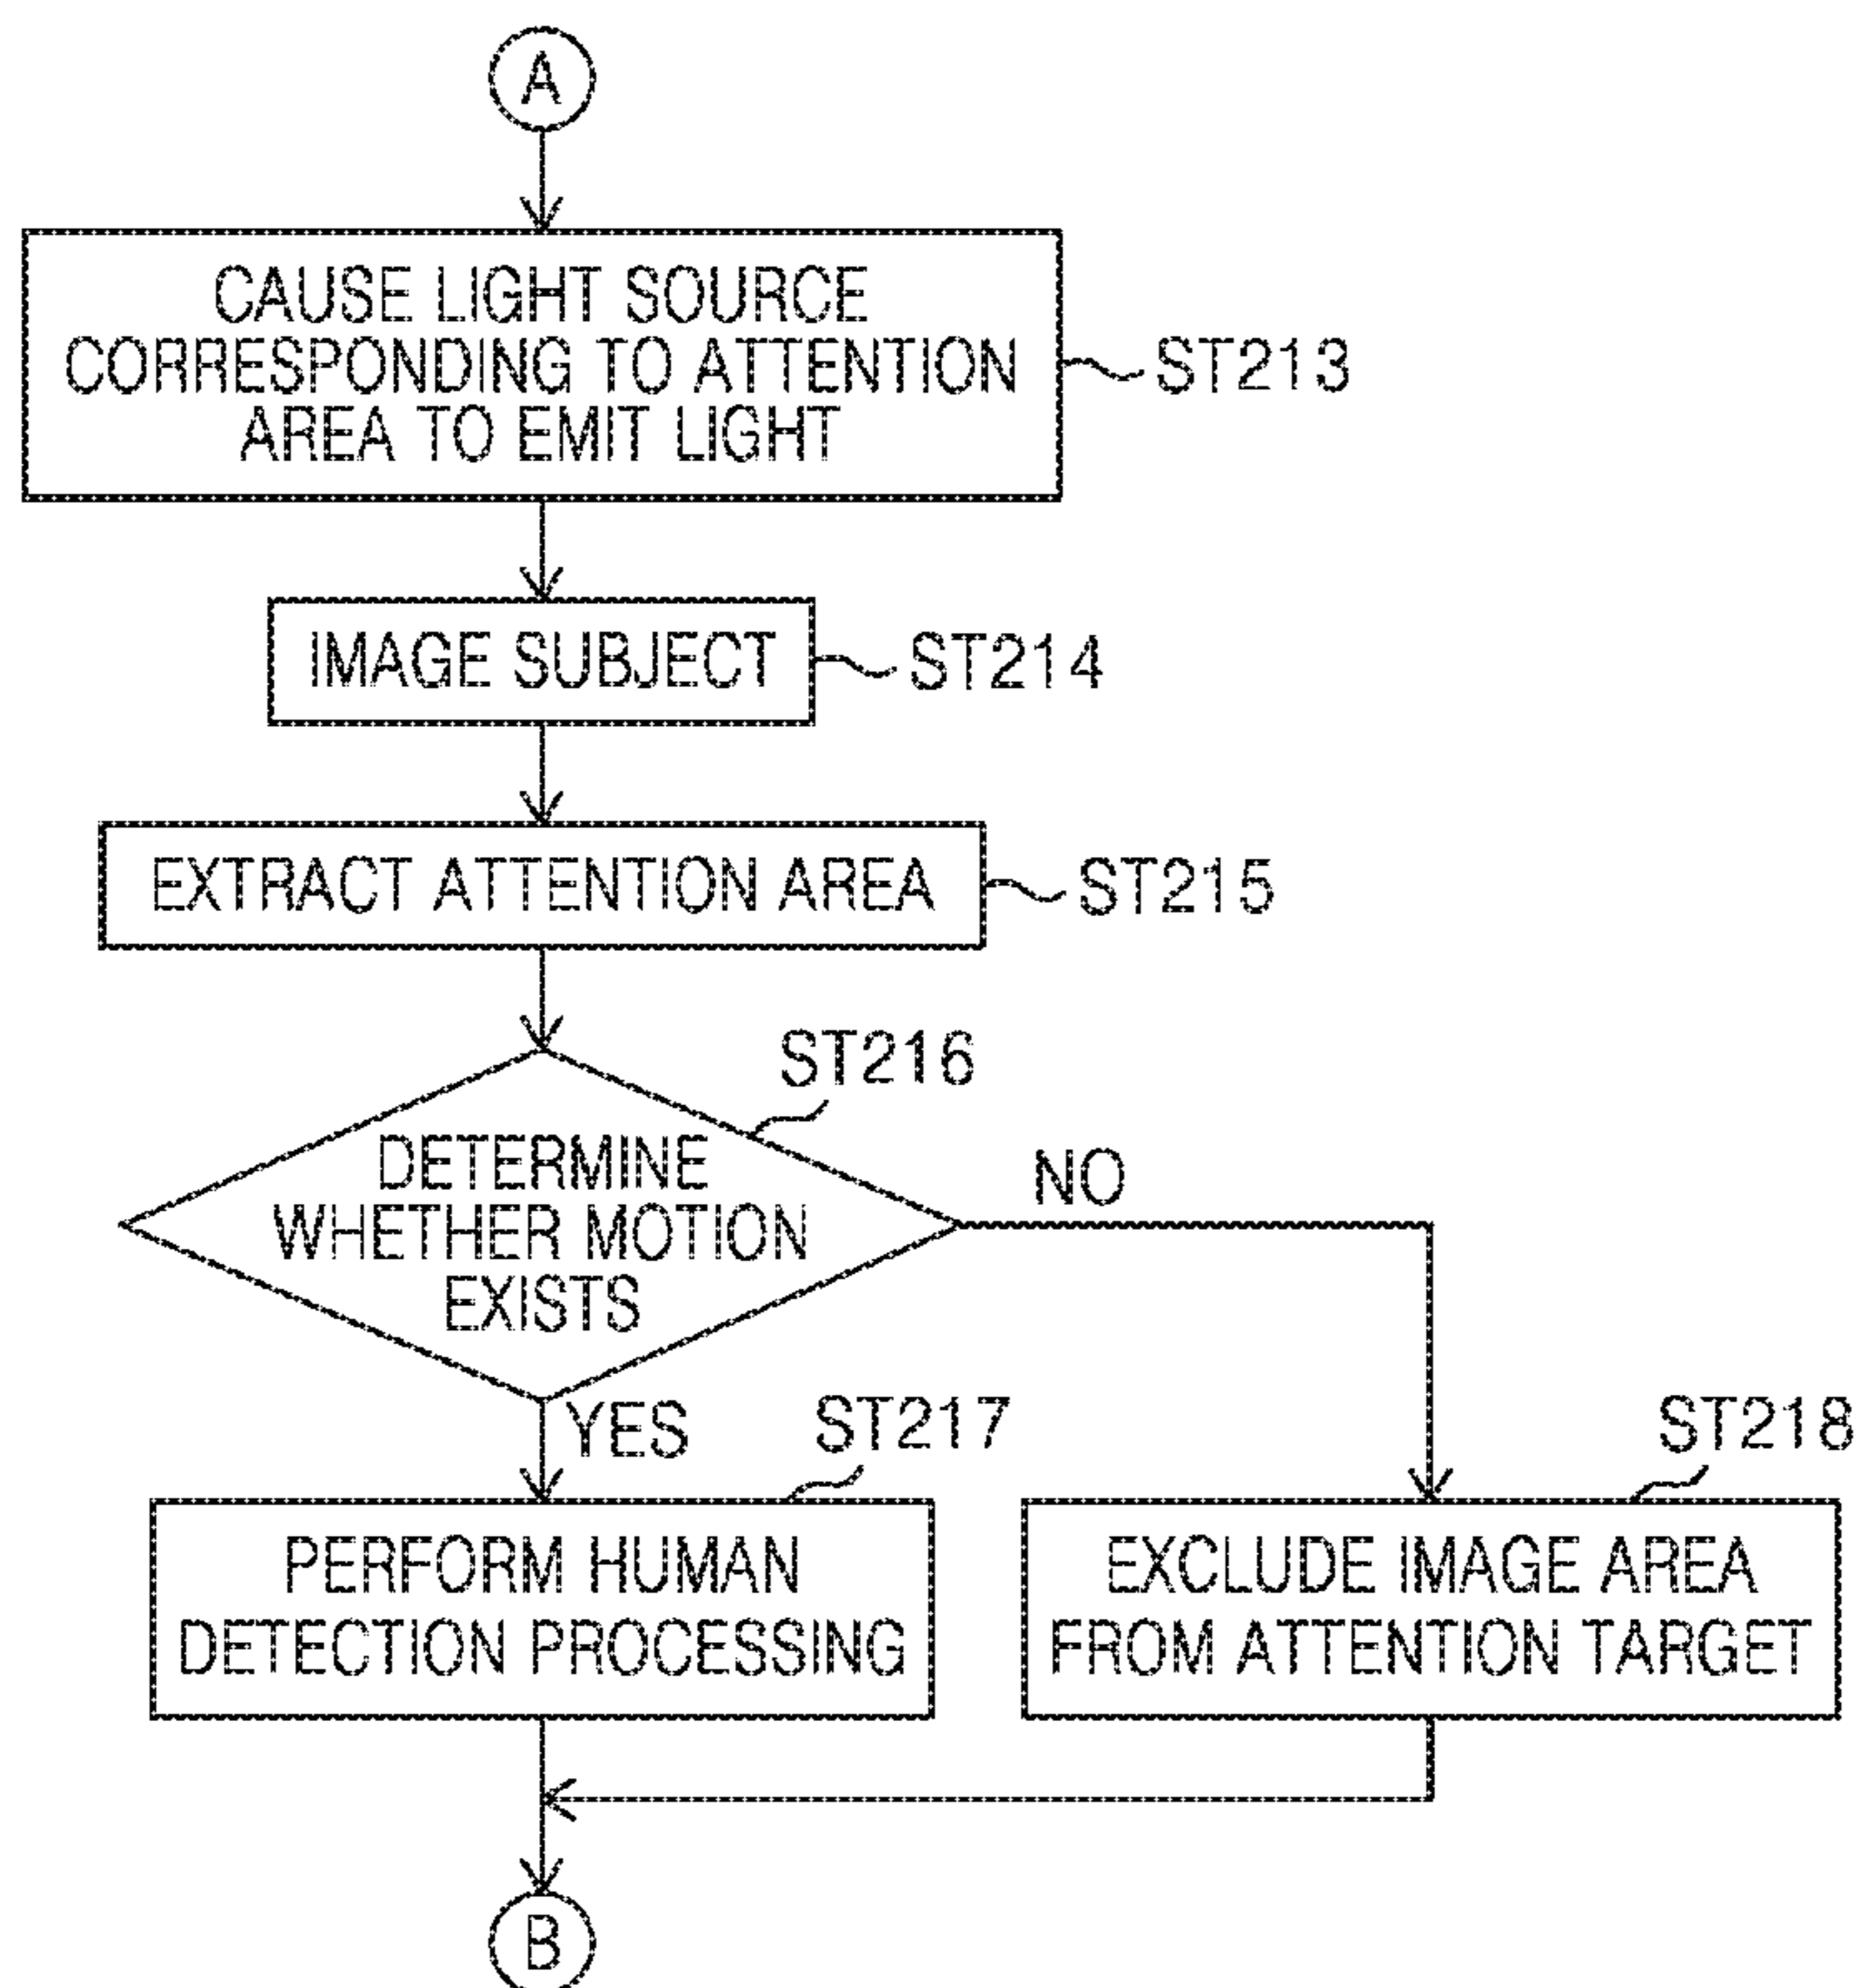 A
CAUSE LIGHT SOURCE
CORRESPONDING TO ATTENTION
AREA TO EMIT LIGHT
ST213
IMAGE SUBJECT
ST214
EXTRACT ATTENTION AREA
ST215
ST216
DETERMINE
WHETHER MOTION
EXISTS
NO
YES
ST217
PERFORM HUMAN
DETECTION PROCESSING
ST218
EXCLUDE IMAGE AREA
FROM ATTENTION TARGET
B